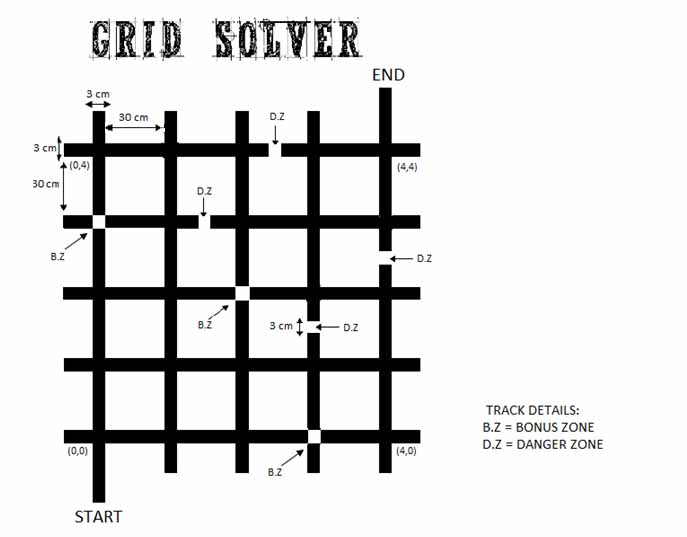 GRID SOLVER
END
3 cm
30 cm
D.Z
3 cm
(0,4)
(4,4)
30 cm
D.Z
B.Z
D.Z
B.Z
3 cm
D.Z
TRACK DETAILS:
B.Z = BONUS ZONE
D.Z = DANGER ZONE
(0,0)
(4,0)
B.Z
START